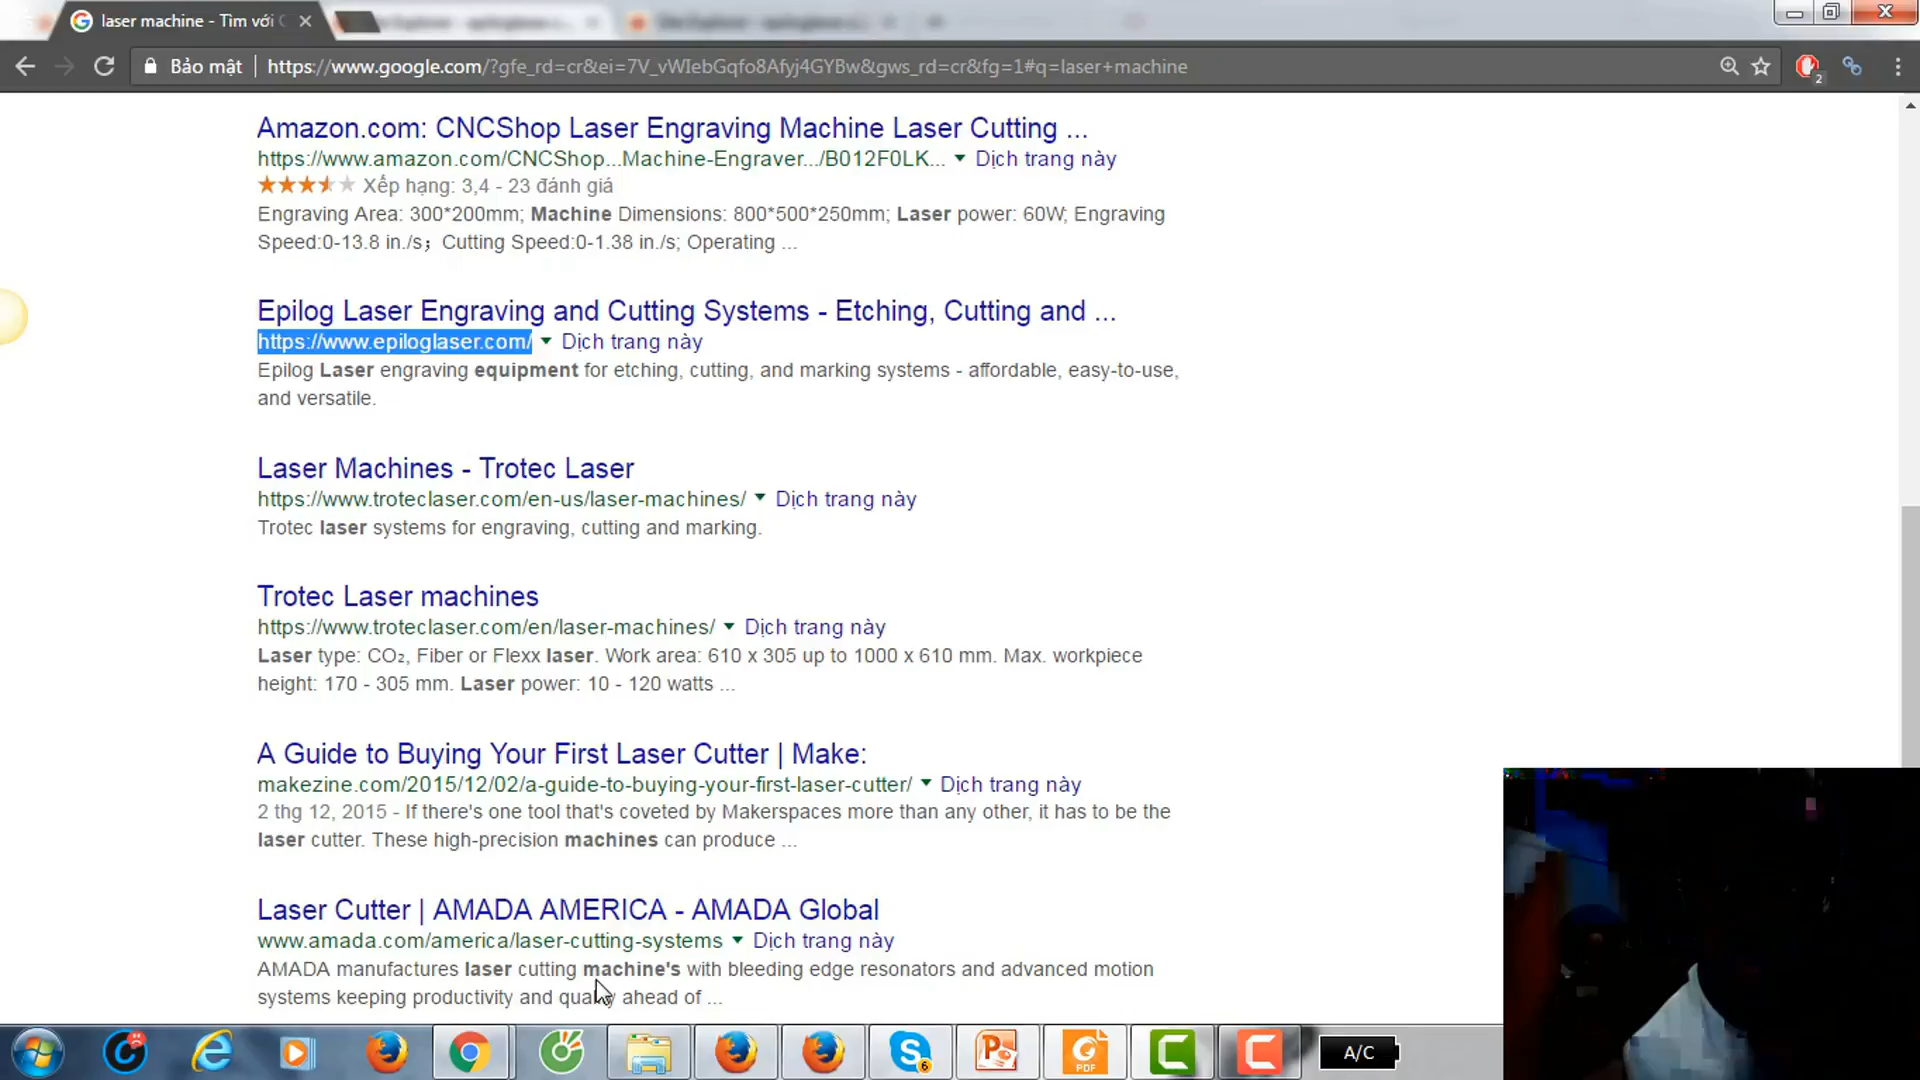 laser machine - Tìm với
Bảo mật
https://www.google.com/?gfe_rd=cr&ei=7V_vWIebGqfo8Afyj4GYBw&gws_rd=cr&fg=1#q=laser+machine
2
Amazon.com: CNCShop Laser Engraving Machine Laser Cutting ...
https://www.amazon.com/CNCShop...Machine-Engraver.../B012F0LK... Dịch trang này
Xếp hạng: 3,4 - 23 đánh giá
Engraving Area: 300*200mm; Machine Dimensions: 800*500*250mm; Laser power: 60W; Engraving
Speed:0-13.8 in./s；Cutting Speed:0-1.38 in./s; Operating ...
Epilog Laser Engraving and Cutting Systems - Etching, Cutting and ...
https://www.epiloglaser.com/ Dịch trang này
Epilog Laser engraving equipment for etching, cutting, and marking systems - affordable, easy-to-use,
and versatile.
Laser Machines - Trotec Laser
https://www.troteclaser.com/en-us/laser-machines/ Dịch trang này
Trotec laser systems for engraving, cutting and marking.
Trotec Laser machines
https://www.troteclaser.com/en/laser-machines/ Dịch trang này
Laser type: CO₂, Fiber or Flexx laser. Work area: 610 x 305 up to 1000 x 610 mm. Max. workpiece
height: 170 - 305 mm. Laser power: 10 - 120 watts ...
A Guide to Buying Your First Laser Cutter | Make:
makezine.com/2015/12/02/a-guide-to-buying-your-first-laser-cutter/ Dịch trang này
2 thg 12, 2015 - If there's one tool that's coveted by Makerspaces more than any other, it has to be the
laser cutter. These high-precision machines can produce ...
Laser Cutter | AMADA AMERICA - AMADA Global
www.amada.com/america/laser-cutting-systems Dịch trang này
AMADA manufactures laser cutting machine's with bleeding edge resonators and advanced motion
systems keeping productivity and quality ahead of ...
6
PDF
A/C